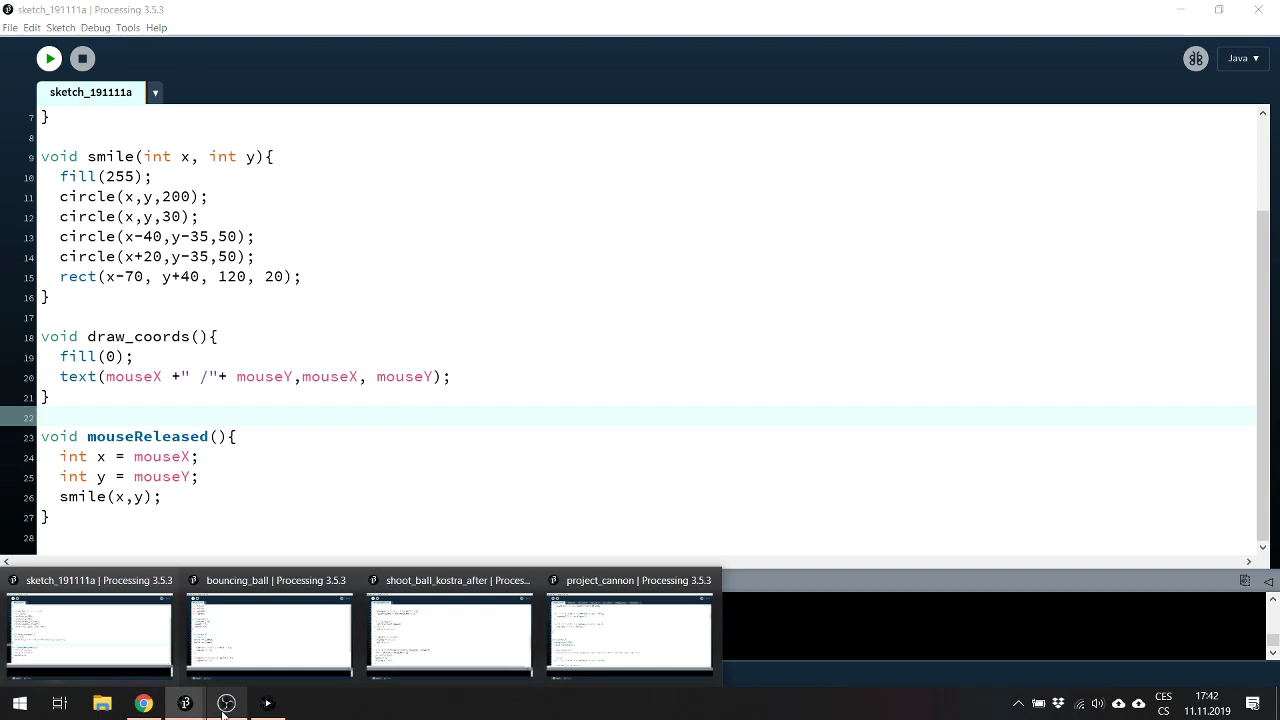 sketch_191111a | Processing 3.5.3
File Edit Sketch Debug Tools Help
Java ▼
sketch_191111a ▼
7 }
8
9 void smile(int x, int y){
10 fill(255);
11 circle(x,y,200);
12 circle(x,y,30);
13 circle(x-40,y-35,50);
14 circle(x+20,y-35,50);
15 rect(x-70, y+40, 120, 20);
16 }
17
18 void draw_coords(){
19 fill(0);
20 text(mouseX +" /"+ mouseY,mouseX, mouseY);
21 }
22
23 void mouseReleased(){
24 int x = mouseX;
25 int y = mouseY;
26 smile(x,y);
27 }
28
sketch_191111a | Processing 3.5.3
bouncing_ball | Processing 3.5.3
shoot_ball_kostra_after | Proces...
project_cannon | Processing 3.5.3
CES 17:42
CS 11.11.2019